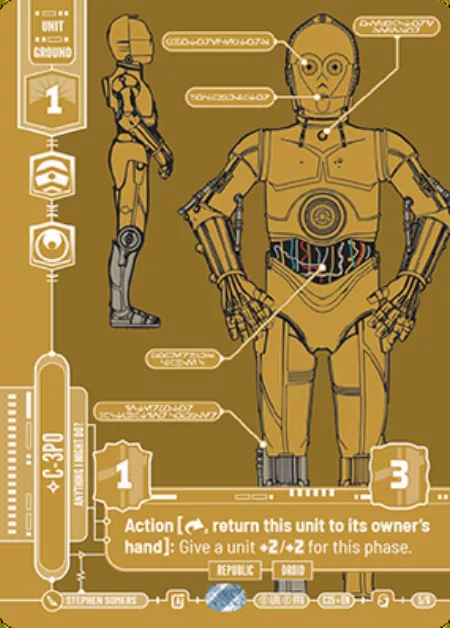 UNIT
GROUND
1
✧ C-3PO
ANYTHING I MIGHT DO?
1
3
Action [↷, return this unit to its owner's
hand]: Give a unit +2/+2 for this phase.
REPUBLIC DROID
STEPHEN SOMERS
© LFL © FFG
C25 • EN
5/6